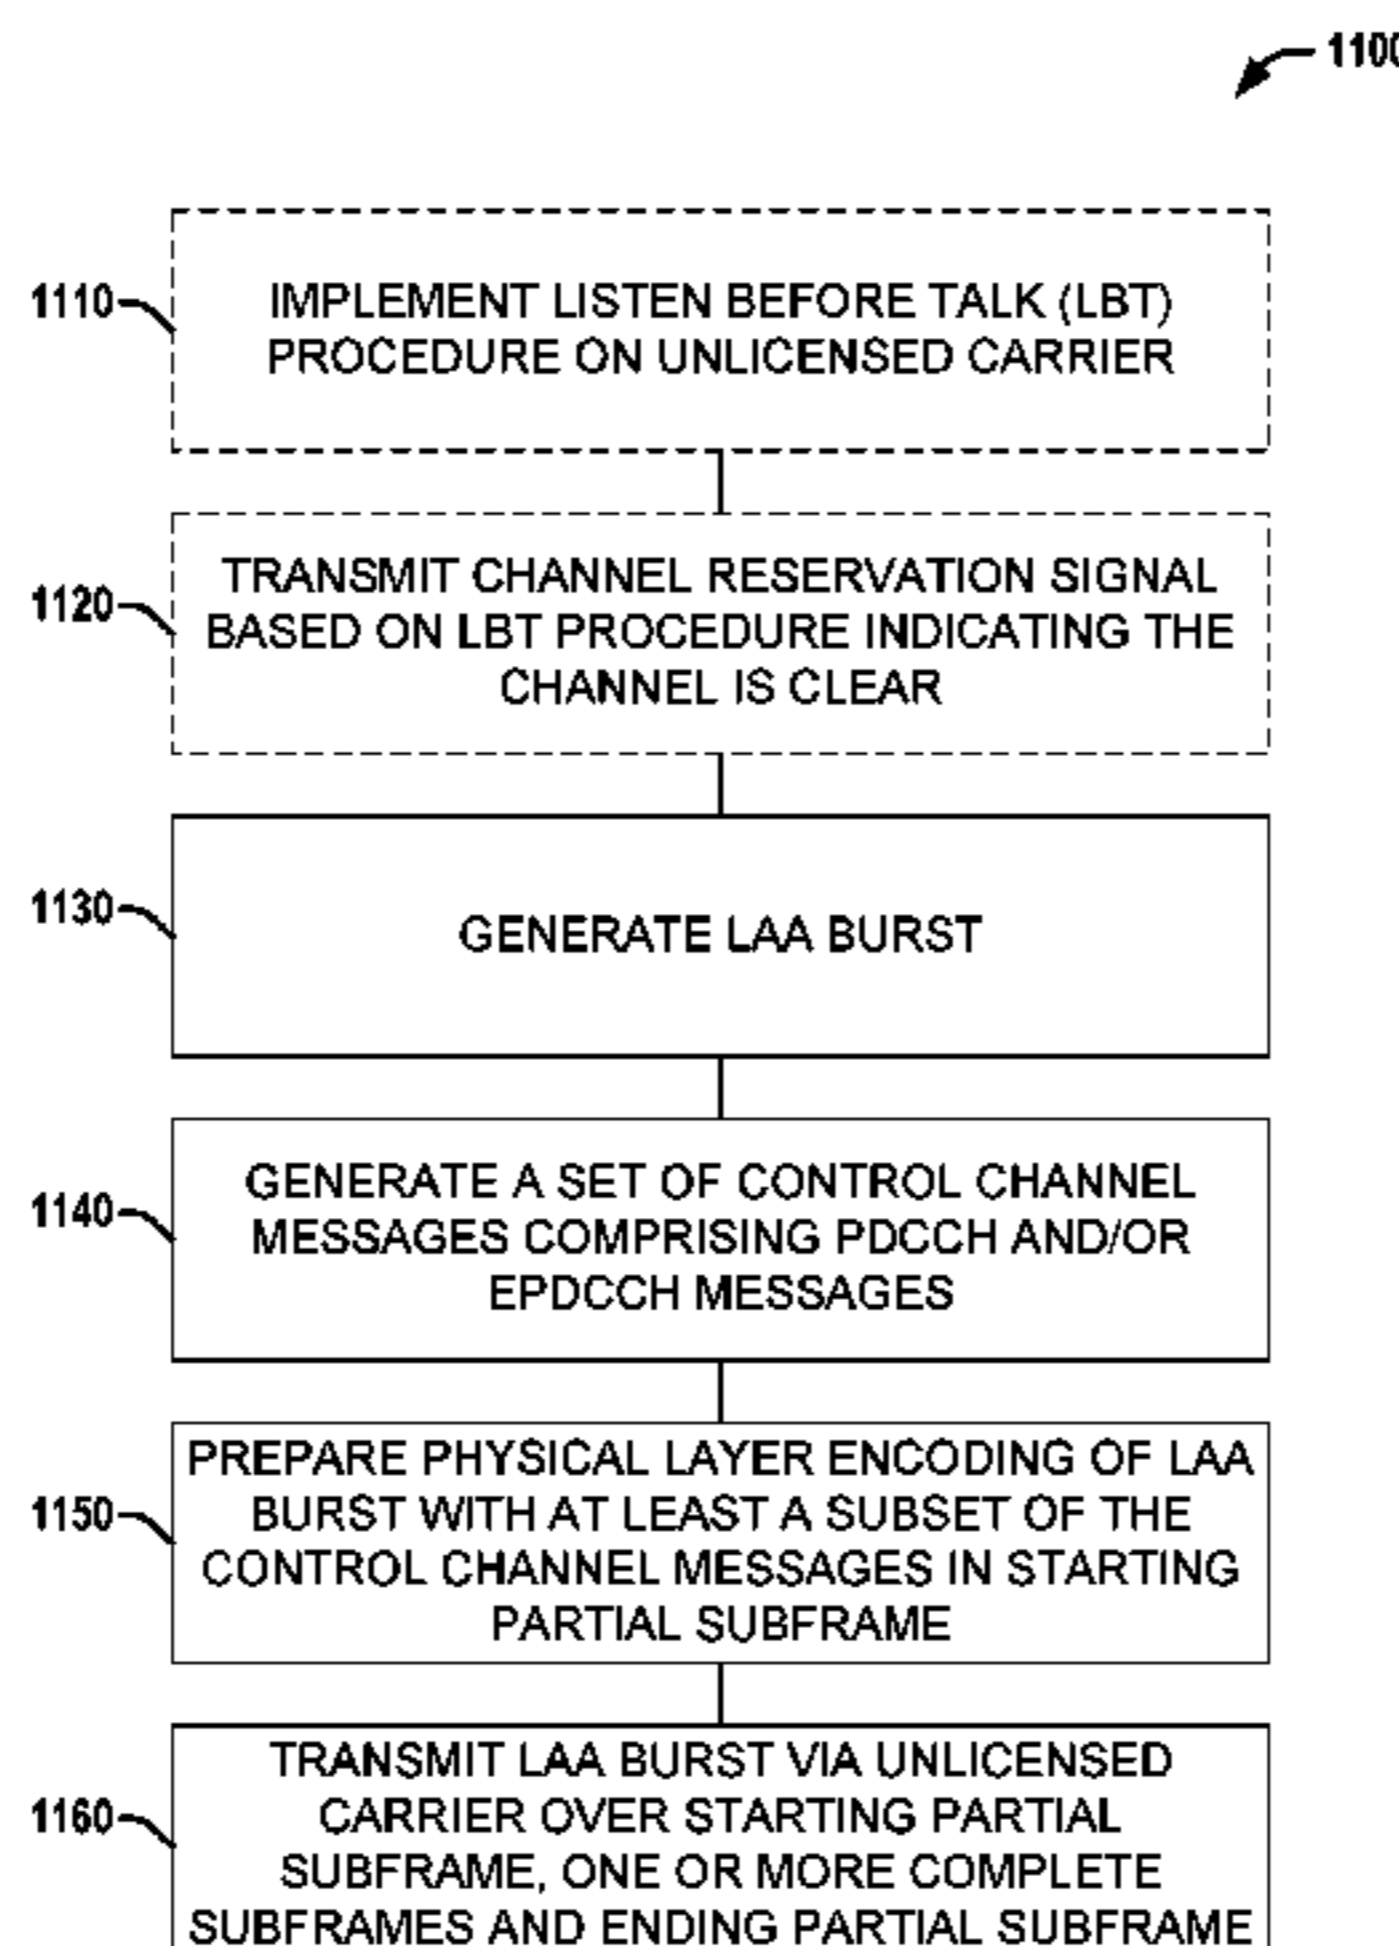 1100
1110
IMPLEMENT LISTEN BEFORE TALK (LBT)
PROCEDURE ON UNLICENSED CARRIER
1120
TRANSMIT CHANNEL RESERVATION SIGNAL
BASED ON LBT PROCEDURE INDICATING THE
CHANNEL IS CLEAR
1130
GENERATE LAA BURST
1140
GENERATE A SET OF CONTROL CHANNEL
MESSAGES COMPRISING PDCCH AND/OR
EPDCCH MESSAGES
1150
PREPARE PHYSICAL LAYER ENCODING OF LAA
BURST WITH AT LEAST A SUBSET OF THE
CONTROL CHANNEL MESSAGES IN STARTING
PARTIAL SUBFRAME
1160
TRANSMIT LAA BURST VIA UNLICENSED
CARRIER OVER STARTING PARTIAL
SUBFRAME, ONE OR MORE COMPLETE
SUBFRAMES AND ENDING PARTIAL SUBFRAME